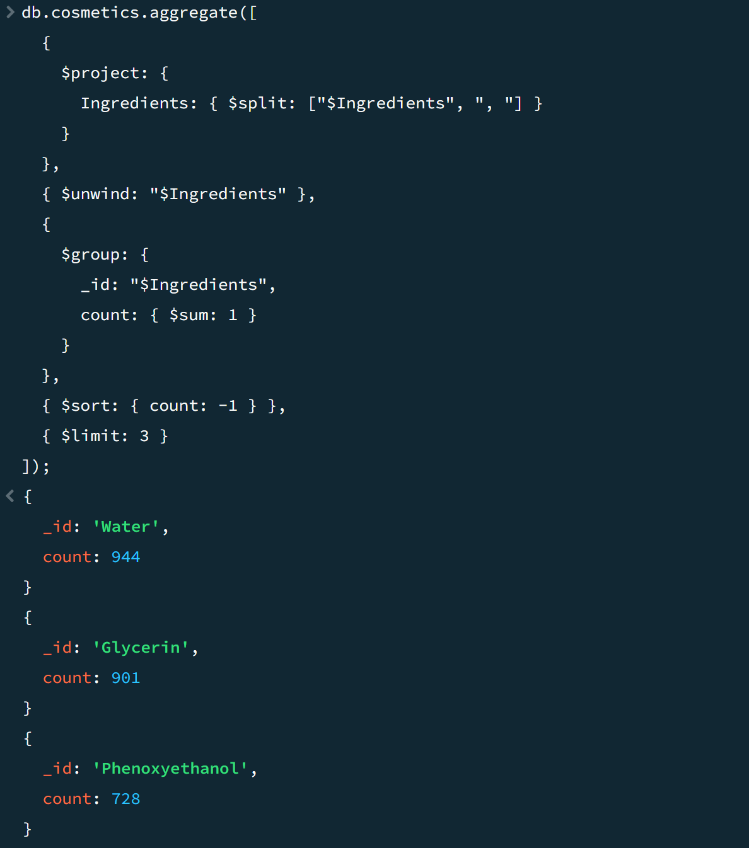 > db.cosmetics.aggregate([
{
$project: {
Ingredients: { $split: ["$Ingredients", ", "] }
}
},
{ $unwind: "$Ingredients" },
{
$group: {
_id: "$Ingredients",
count: { $sum: 1 }
}
},
{ $sort: { count: -1 } },
{ $limit: 3 }
]);
< {
_id: 'Water',
count: 944
}
{
_id: 'Glycerin',
count: 901
}
{
_id: 'Phenoxyethanol',
count: 728
}